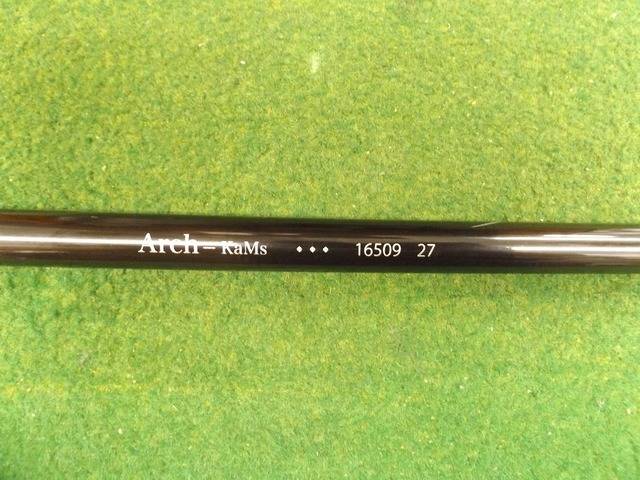 Arch – KaMs ••• 16509 27